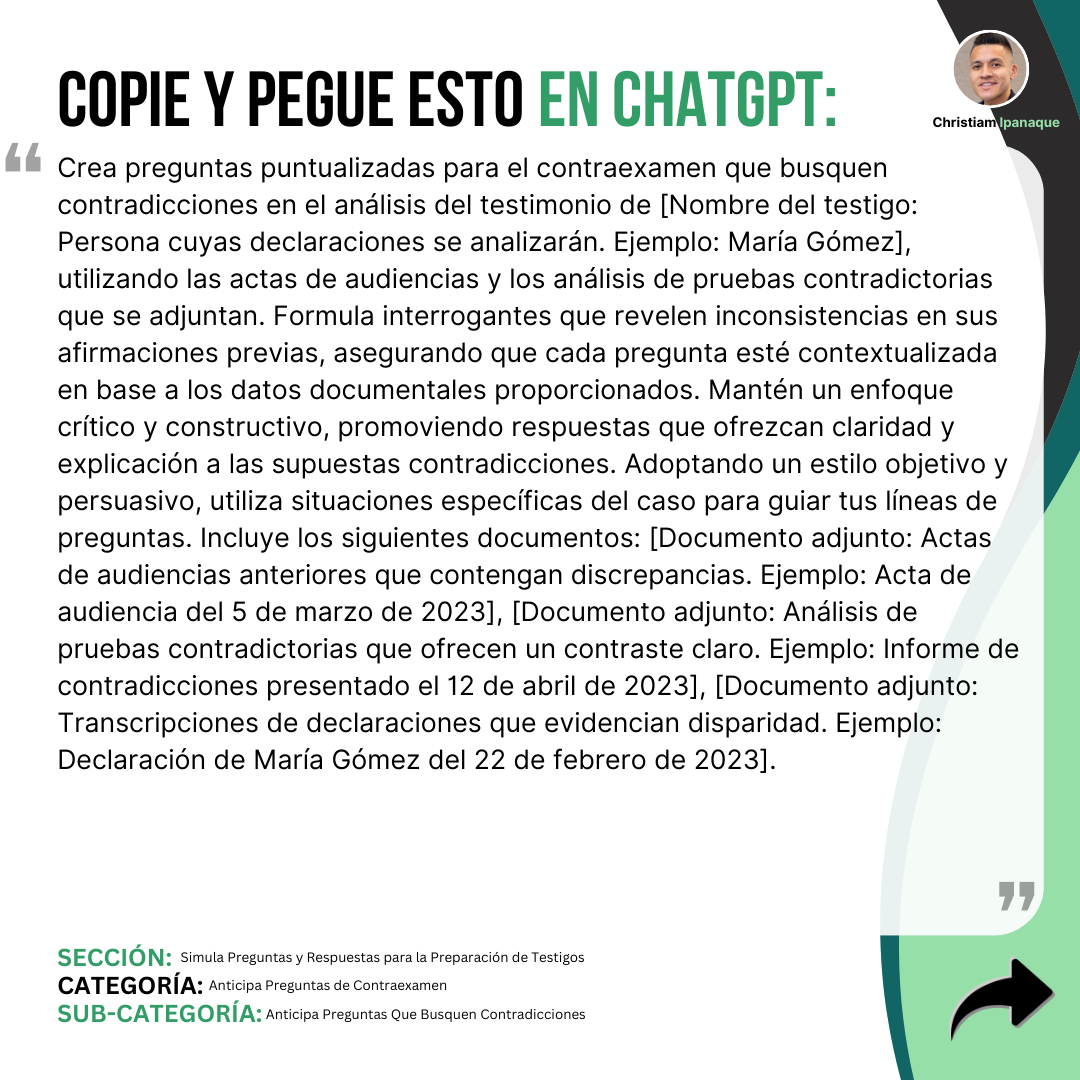 COPIE Y PEGUE ESTO EN CHATGPT:
Christiam Ipanaque
“
Crea preguntas puntualizadas para el contraexamen que busquen
contradicciones en el análisis del testimonio de [Nombre del testigo:
Persona cuyas declaraciones se analizarán. Ejemplo: María Gómez],
utilizando las actas de audiencias y los análisis de pruebas contradictorias
que se adjuntan. Formula interrogantes que revelen inconsistencias en sus
afirmaciones previas, asegurando que cada pregunta esté contextualizada
en base a los datos documentales proporcionados. Mantén un enfoque
crítico y constructivo, promoviendo respuestas que ofrezcan claridad y
explicación a las supuestas contradicciones. Adoptando un estilo objetivo y
persuasivo, utiliza situaciones específicas del caso para guiar tus líneas de
preguntas. Incluye los siguientes documentos: [Documento adjunto: Actas
de audiencias anteriores que contengan discrepancias. Ejemplo: Acta de
audiencia del 5 de marzo de 2023], [Documento adjunto: Análisis de
pruebas contradictorias que ofrecen un contraste claro. Ejemplo: Informe de
contradicciones presentado el 12 de abril de 2023], [Documento adjunto:
Transcripciones de declaraciones que evidencian disparidad. Ejemplo:
Declaración de María Gómez del 22 de febrero de 2023].
”
SECCIÓN: Simula Preguntas y Respuestas para la Preparación de Testigos
CATEGORÍA: Anticipa Preguntas de Contraexamen
SUB-CATEGORÍA: Anticipa Preguntas Que Busquen Contradicciones